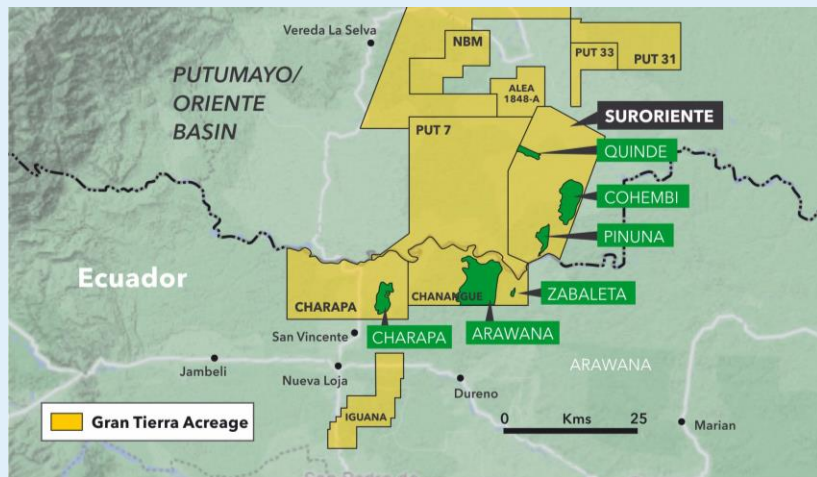 Vereda La Selva
NBM
PUT 33
PUT 31
PUTUMAYO/
ORIENTE
BASIN
ALEA
1848-A
SURORIENTE
PUT 7
QUINDE
COHEMBI
PINUNA
Ecuador
CHARAPA
CHANANGUE
ZABALETA
San Vincente
CHARAPA
ARAWANA
Jambeli
Nueva Loja
Dureno
ARAWANA
IGUANA
0 Kms 25
Marian
Gran Tierra Acreage